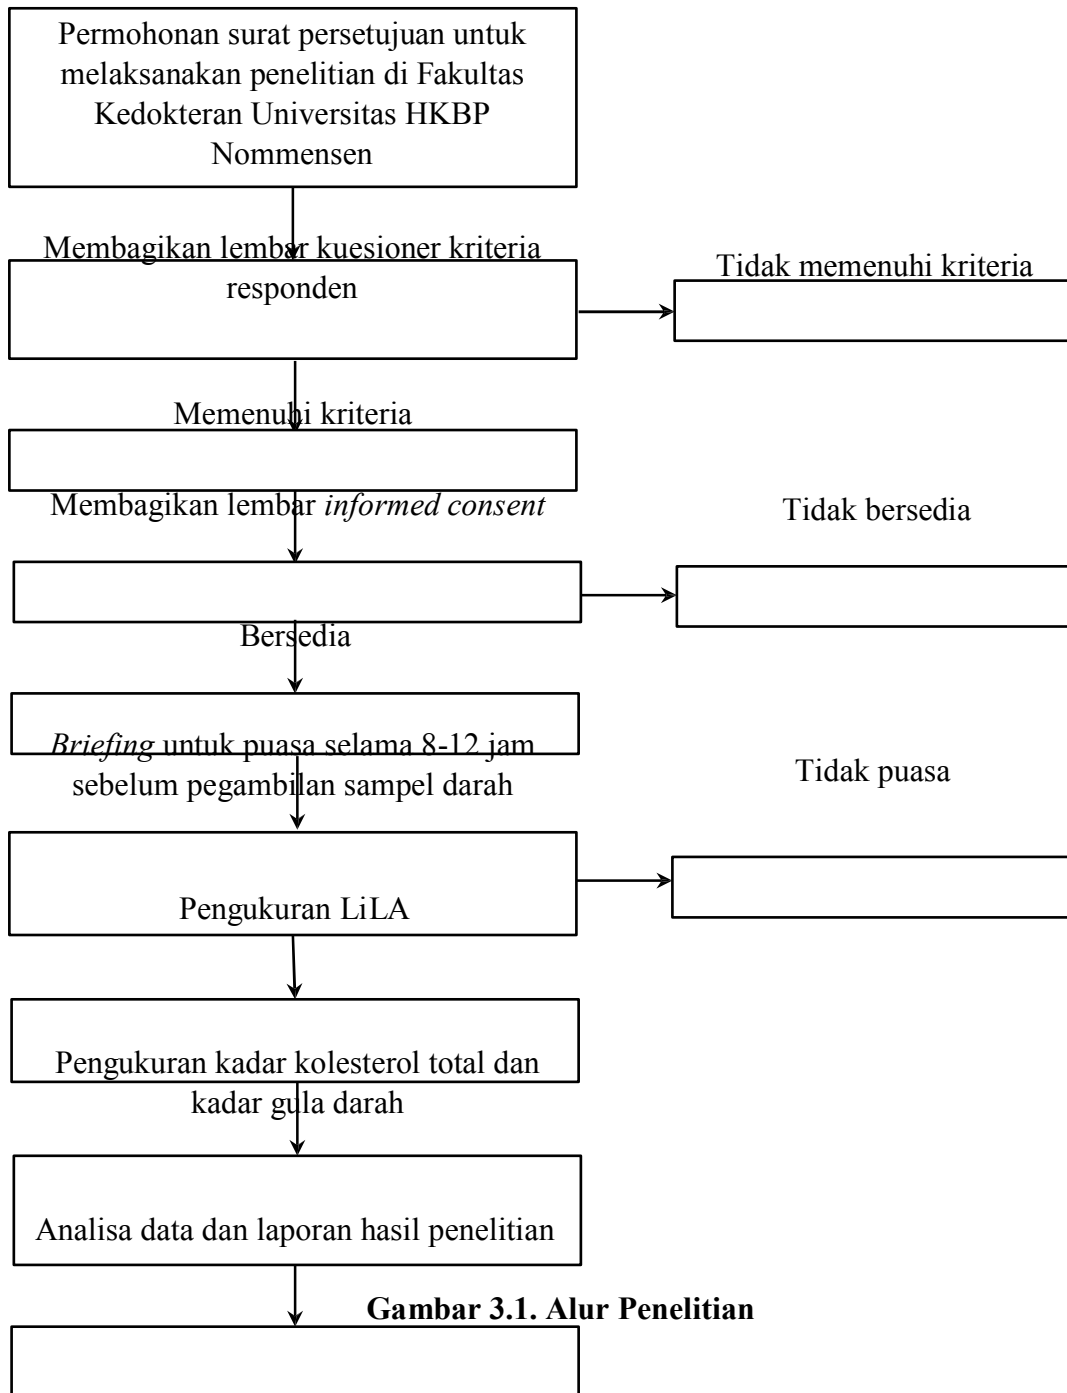 Permohonan surat persetujuan untuk
melaksanakan penelitian di Fakultas
Kedokteran Universitas HKBP
Nommensen
Membagikan lembar kuesioner kriteria
responden
Tidak memenuhi kriteria
Memenuhi kriteria
Membagikan lembar informed consent
Tidak bersedia
Bersedia
Briefing untuk puasa selama 8-12 jam
sebelum pegambilan sampel darah
Tidak puasa
Pengukuran LiLA
Pengukuran kadar kolesterol total dan
kadar gula darah
Analisa data dan laporan hasil penelitian
Gambar 3.1. Alur Penelitian